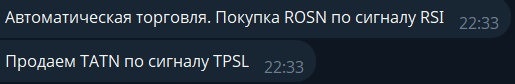 Автоматическая торговля. Покупка ROSN по сигналу RSI 22:33
Продаем TATN по сигналу TPSL 22:33